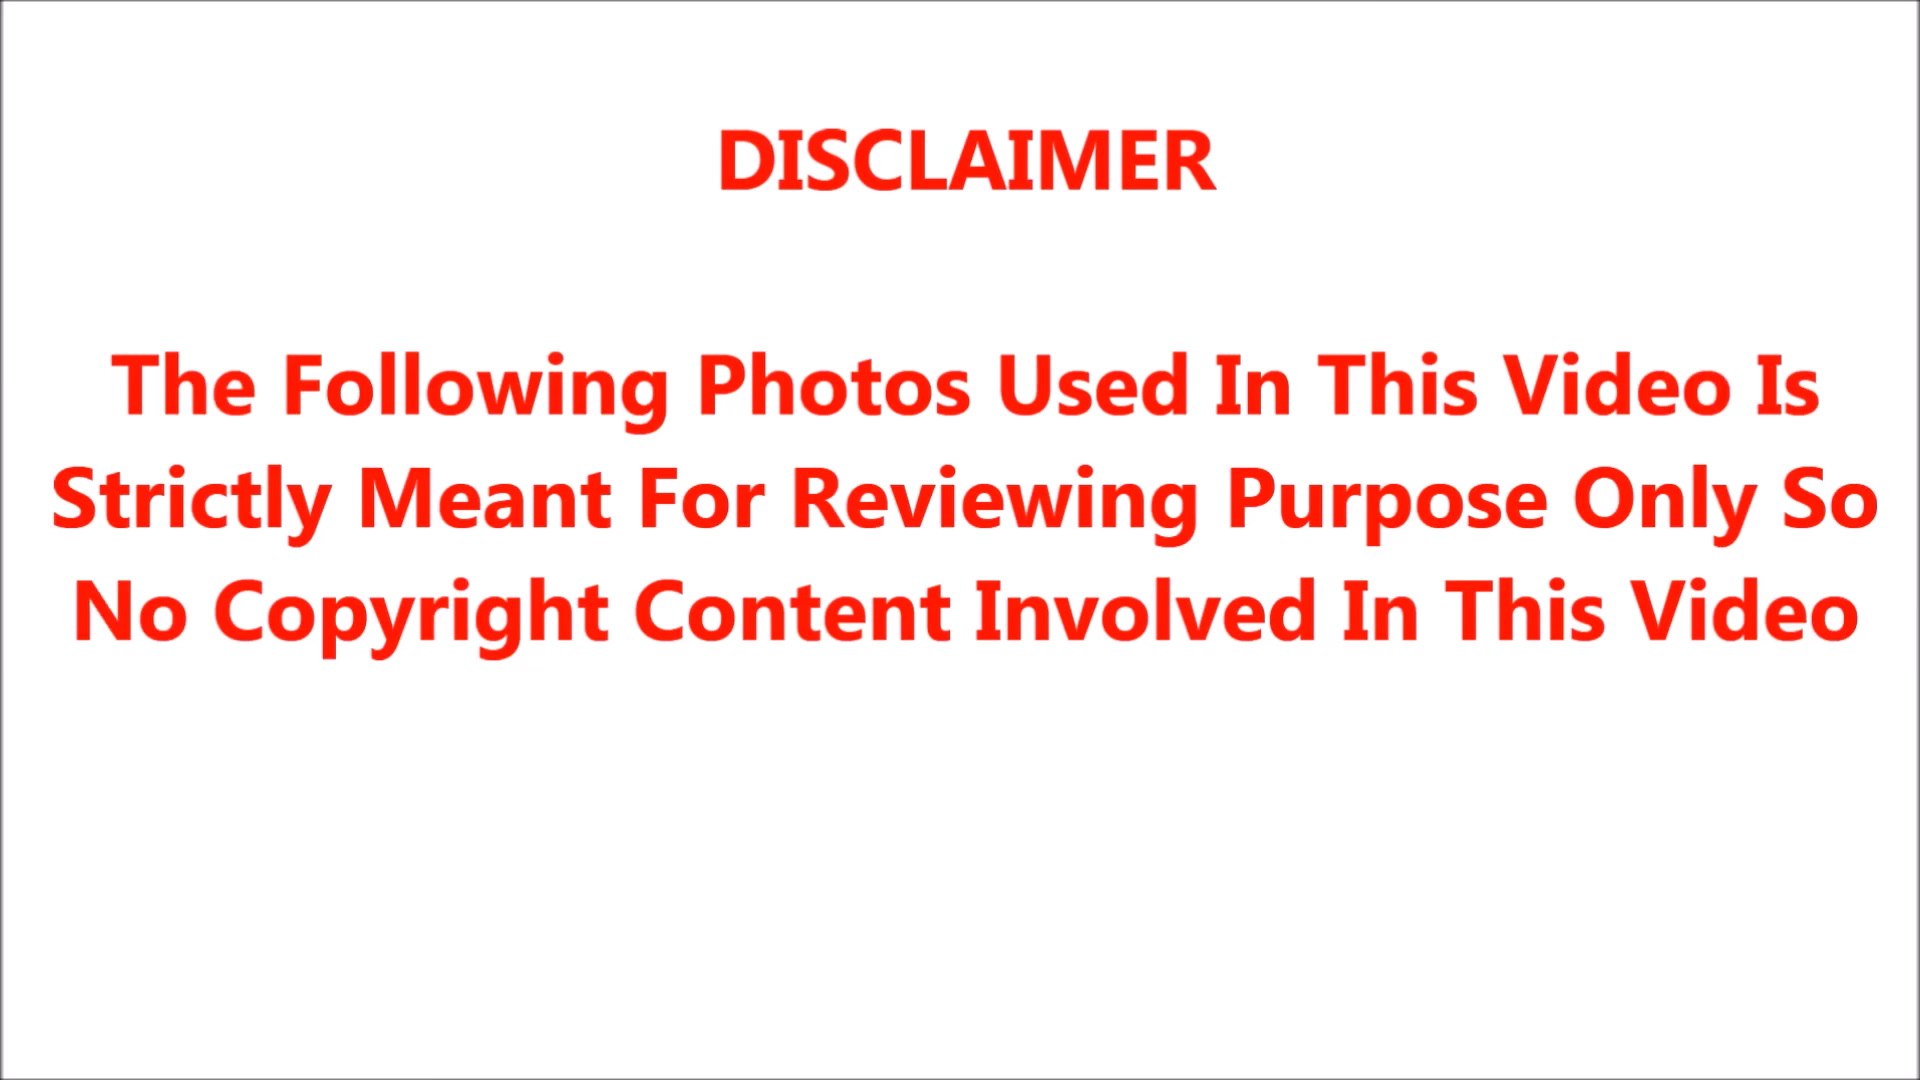 DISCLAIMER
The Following Photos Used In This Video Is
Strictly Meant For Reviewing Purpose Only So
No Copyright Content Involved In This Video